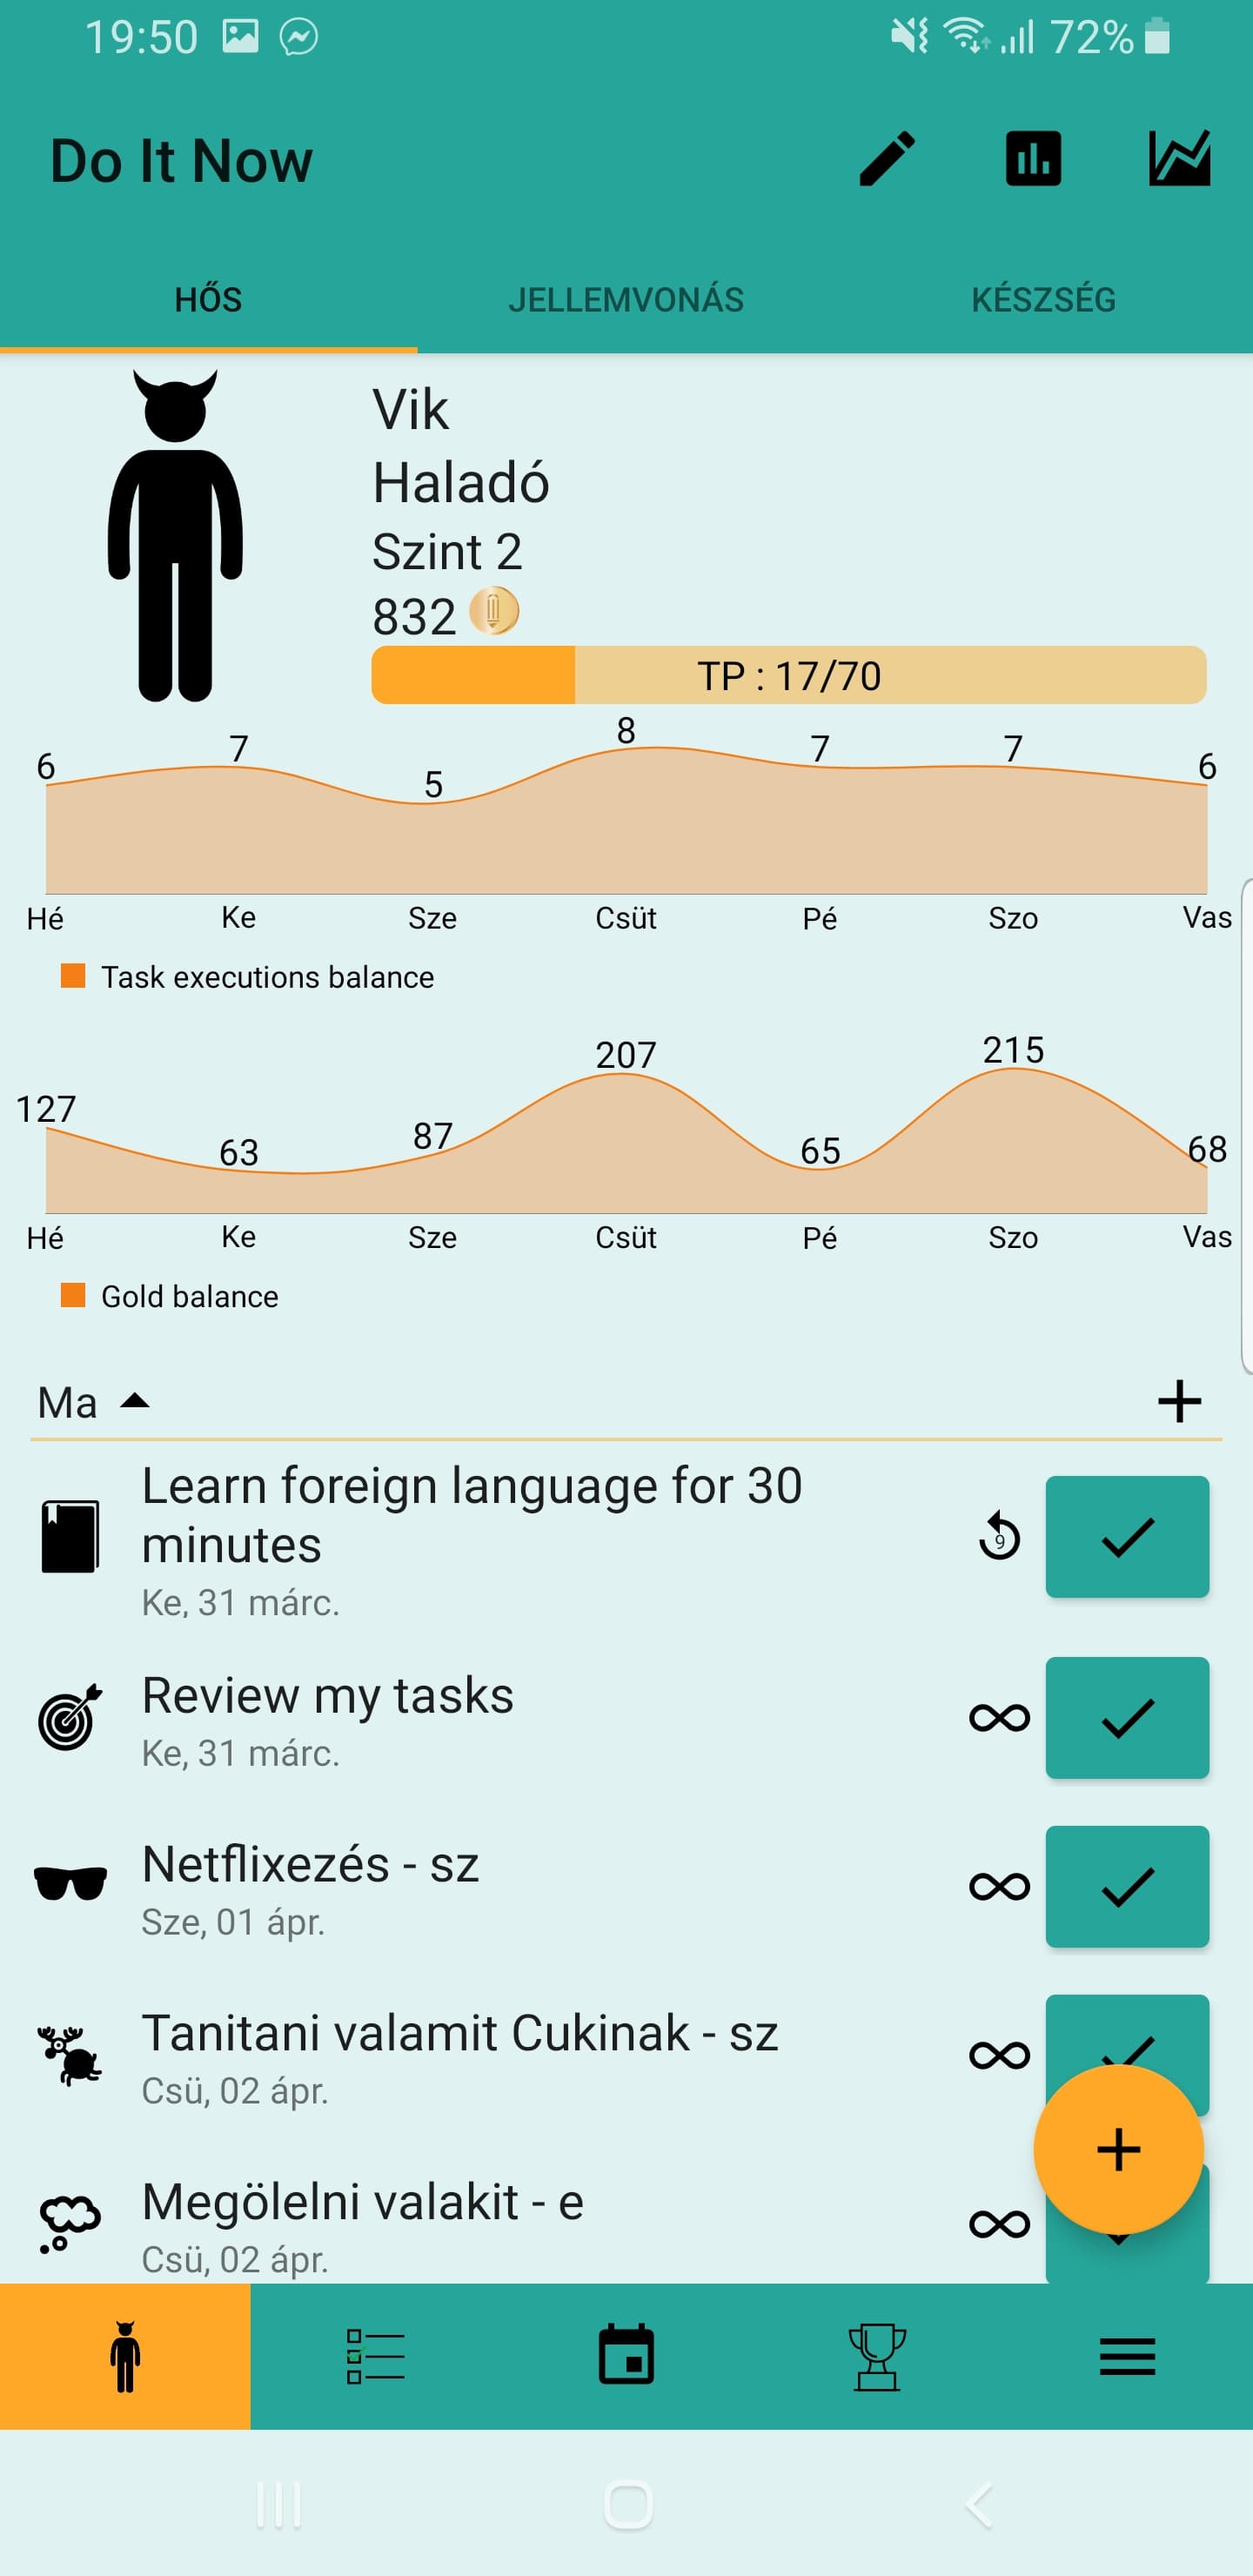 19:50 72%
Do It Now
HŐS JELLEMVONÁS KÉSZSÉG
Vik
Haladó
Szint 2
832
TP : 17/70
6 7 5 8 7 7 6
Hé Ke Sze Csüt Pé Szo Vas
Task executions balance
127 63 87 207 65 215 68
Hé Ke Sze Csüt Pé Szo Vas
Gold balance
Ma
Learn foreign language for 30
minutes
9
Ke, 31 márc.
Review my tasks
Ke, 31 márc.
Netflixezés - sz
Sze, 01 ápr.
Tanitani valamit Cukinak - sz
Csü, 02 ápr.
Megölelni valakit - e
Csü, 02 ápr.